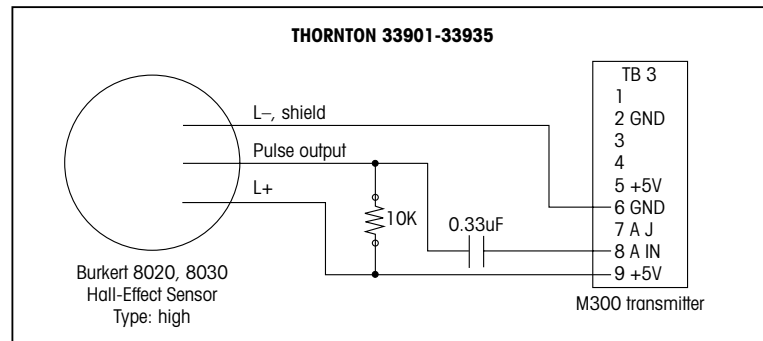 THORNTON 33901-33935
L–, shield
Pulse output
L+
10K
0.33uF
Burkert 8020, 8030
Hall-Effect Sensor
Type: high
TB 3
1
2 GND
3
4
5 +5V
6 GND
7 A J
8 A IN
9 +5V
M300 transmitter